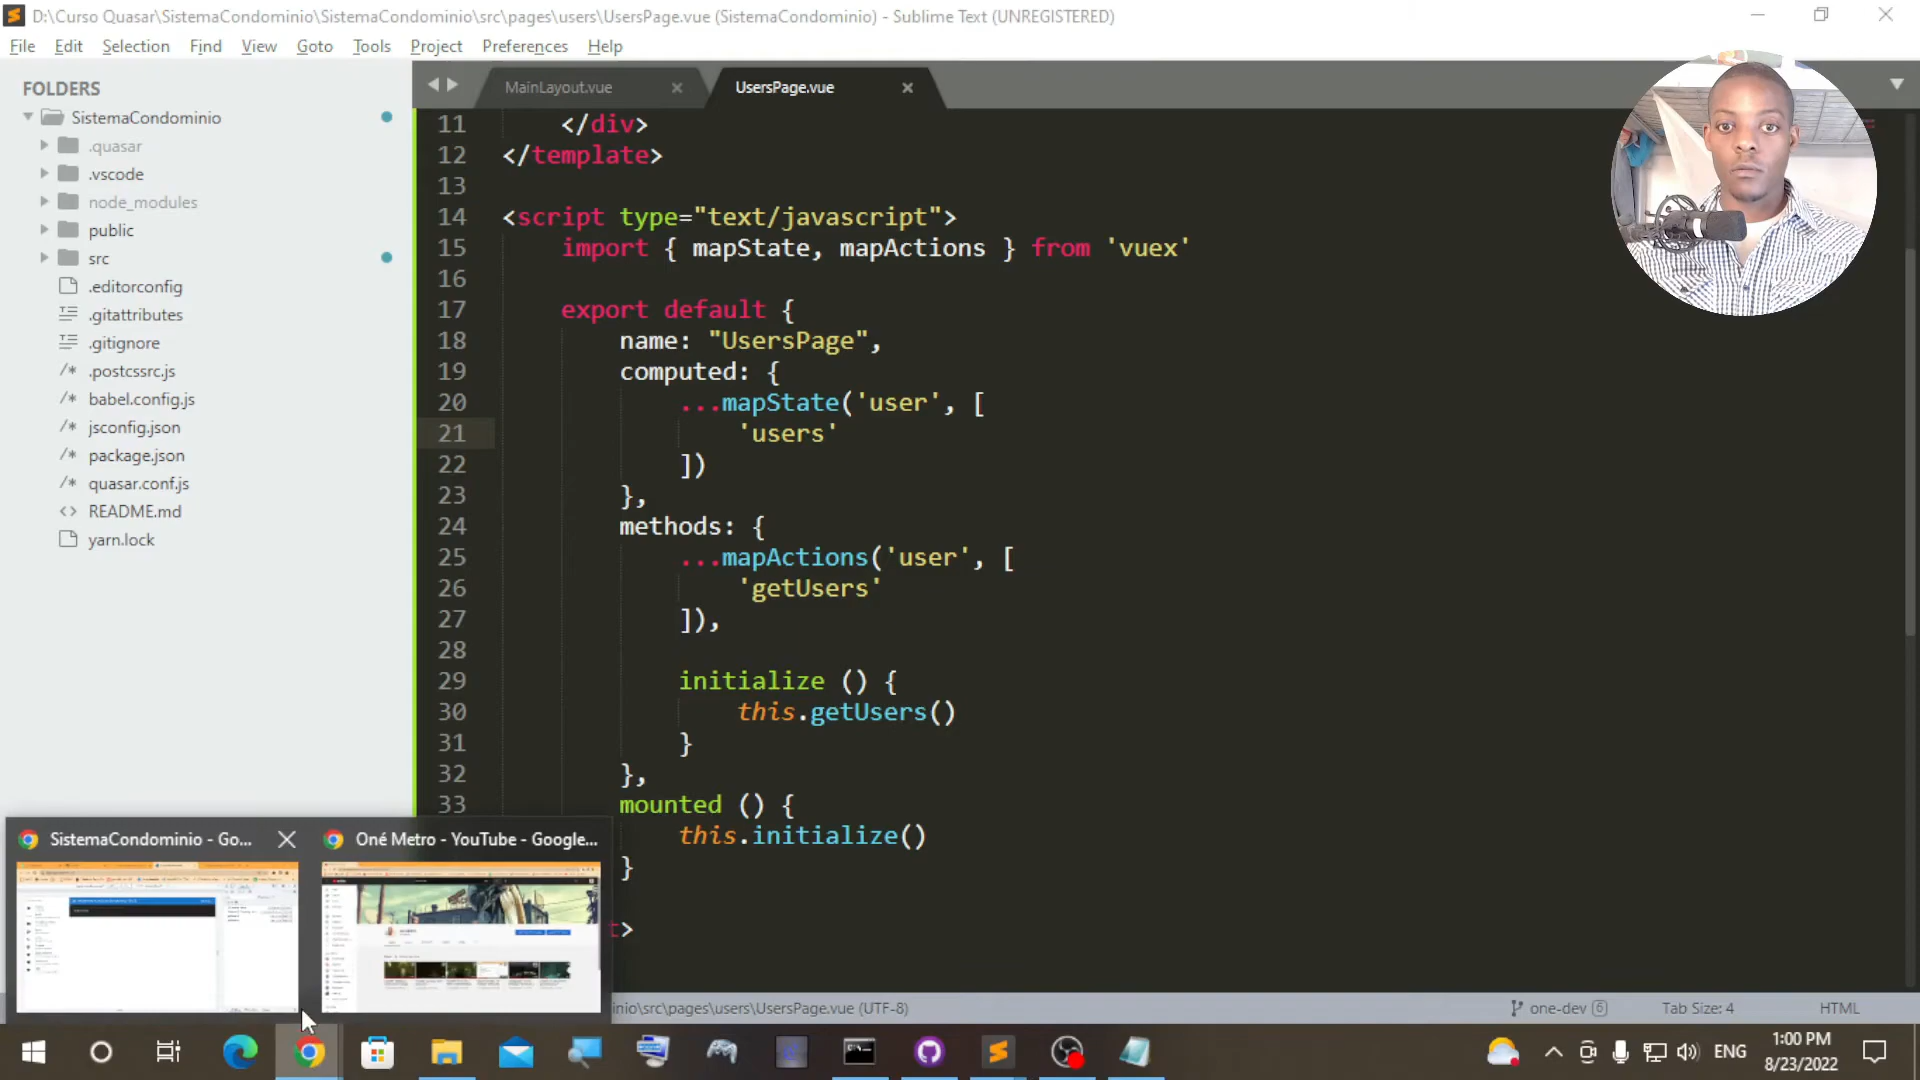 D:\Curso Quasar\SistemaCondominio\SistemaCondominio\src\pages\users\UsersPage.vue (SistemaCondominio) - Sublime Text (UNREGISTERED)
File Edit Selection Find View Goto Tools Project Preferences Help
FOLDERS
SistemaCondominio
.quasar
.vscode
node_modules
public
src
.editorconfig
.gitattributes
.gitignore
.postcssrc.js
babel.config.js
jsconfig.json
package.json
quasar.conf.js
README.md
yarn.lock
MainLayout.vue
UsersPage.vue
11 </div>
12 </template>
13
14 <script type="text/javascript">
15 import { mapState, mapActions } from 'vuex'
16
17 export default {
18 name: "UsersPage",
19 computed: {
20 ...mapState('user', [
21 'users'
22 ])
23 },
24 methods: {
25 ...mapActions('user', [
26 'getUsers'
27 ]),
28
29 initialize () {
30 this.getUsers()
31 }
32 },
33 mounted () {
this.initialize()
}
t>
SistemaCondominio - Go...
Oné Metro - YouTube - Google...
inio\src\pages\users\UsersPage.vue (UTF-8)
one-dev 6
Tab Size: 4
HTML
ENG
1:00 PM
8/23/2022